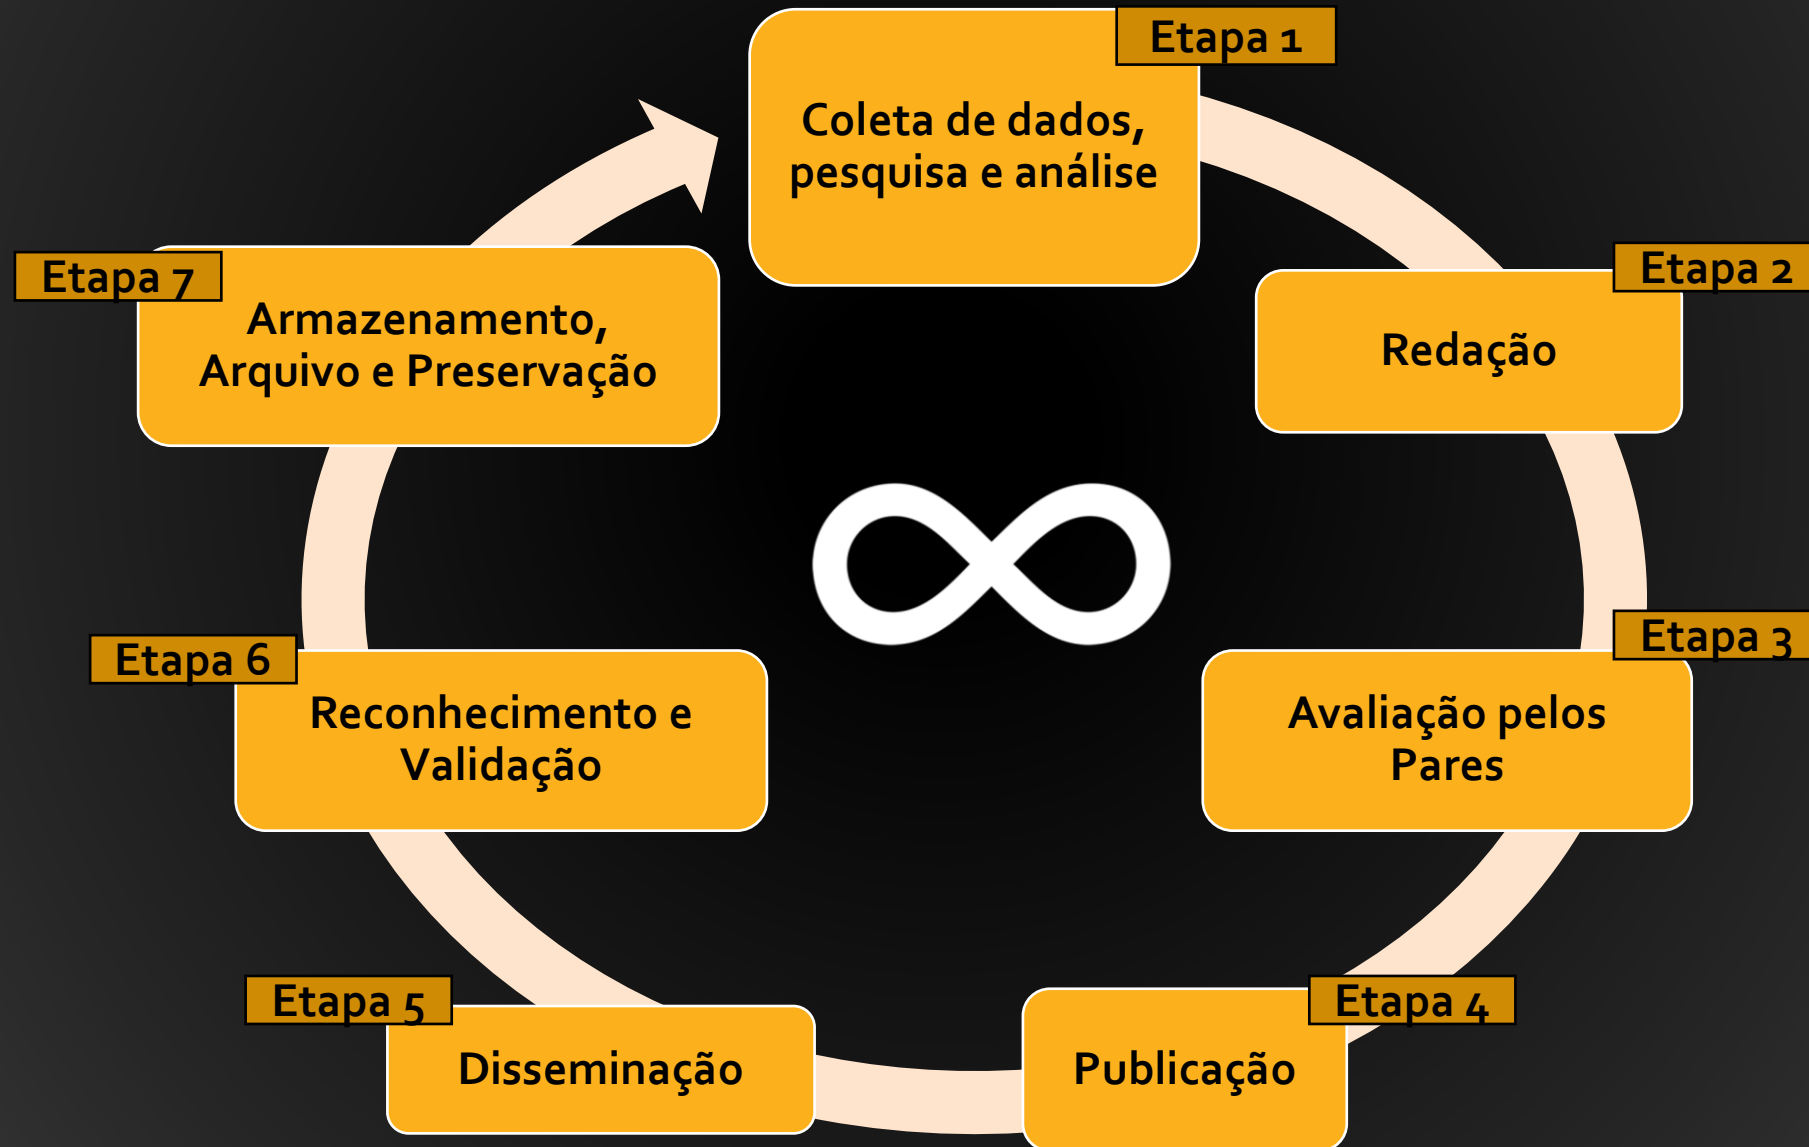 Etapa 1
Coleta de dados,
pesquisa e análise
Etapa 2
Redação
Etapa 3
Avaliação pelos
Pares
Etapa 4
Publicação
Etapa 5
Disseminação
Etapa 6
Reconhecimento e
Validação
Etapa 7
Armazenamento,
Arquivo e Preservação